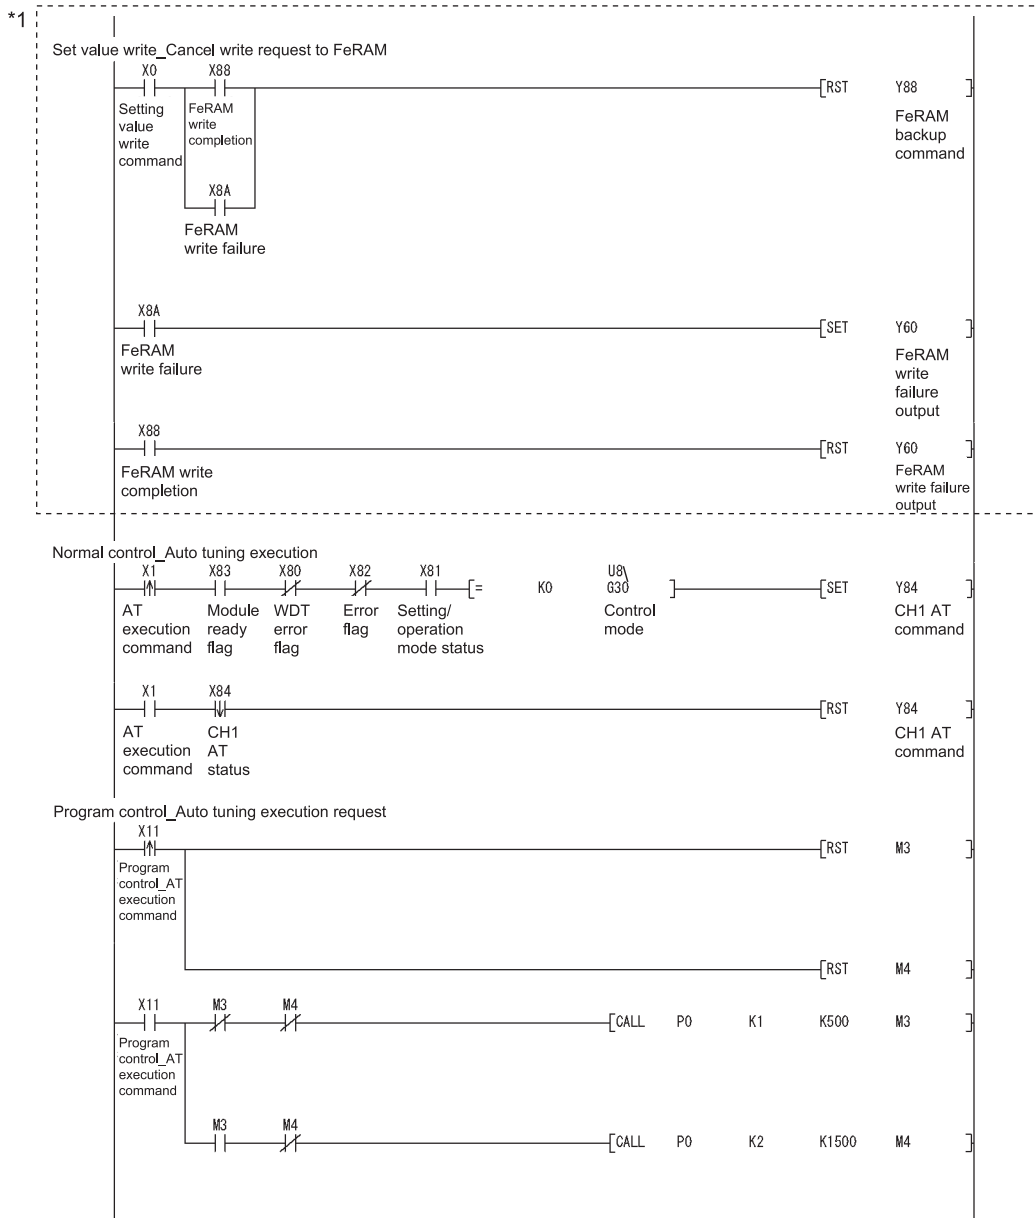 *1
Set value write_Cancel write request to FeRAM
X0 X88
[RST Y88 ]
Setting value write command
FeRAM write completion
FeRAM backup command
X8A
FeRAM write failure
X8A
[SET Y60 ]
FeRAM write failure
FeRAM write failure output
X88
[RST Y60 ]
FeRAM write completion
FeRAM write failure output
Normal control_Auto tuning execution
X1 X83 X80 X82 X81
[= K0 U8\ G30 ]
[SET Y84 ]
AT execution command
Module ready flag
WDT error flag
Error flag
Setting/ operation mode status
Control mode
CH1 AT command
X1 X84
[RST Y84 ]
AT execution command
CH1 AT status
CH1 AT command
Program control_Auto tuning execution request
X11
[RST M3 ]
Program control_AT execution command
[RST M4 ]
X11 M3 M4
[CALL P0 K1 K500 M3 ]
Program control_AT execution command
M3 M4
[CALL P0 K2 K1500 M4 ]